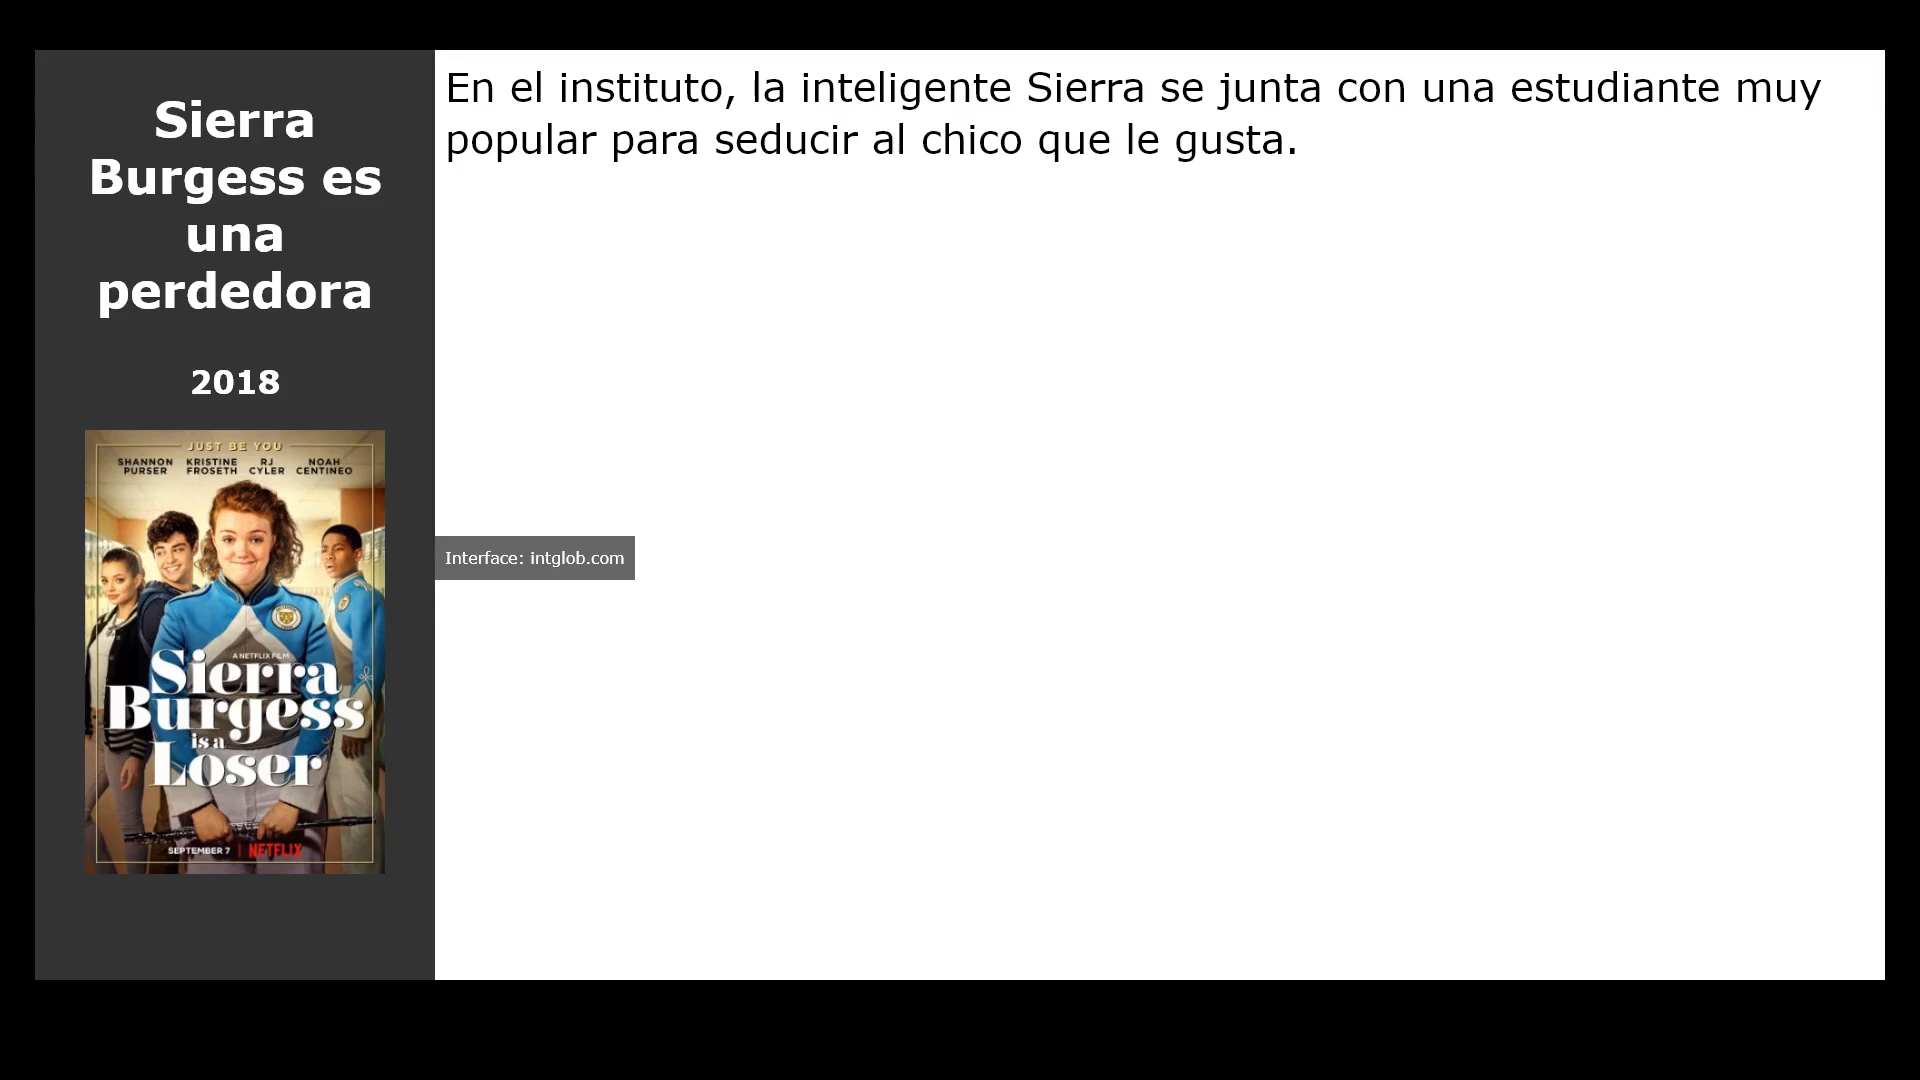 Sierra
Burgess es
una
perdedora
2018
JUST BE YOU
SHANNON PURSER KRISTINE FROSETH RJ CYLER NOAH CENTINEO
A NETFLIX FILM
Sierra
Burgess
is a
Loser
SEPTEMBER 7 | NETFLIX
En el instituto, la inteligente Sierra se junta con una estudiante muy
popular para seducir al chico que le gusta.
Interface: intglob.com